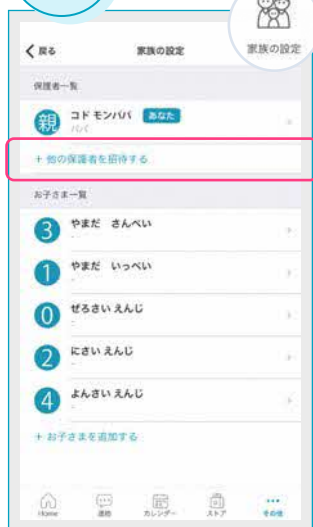 家族の設定
く戻る
家族の設定
保護者一覧
親
コド モンパパ
あなた
パパ
+ 他の保護者を招待する
お子さま一覧
3
やまだ さんぺい
-
1
やまだ いっぺい
-
0
ぜろさい えんじ
-
2
にさい えんじ
-
4
よんさい えんじ
-
+ お子さまを追加する
Home
連絡
カレンダー
ストア
その他